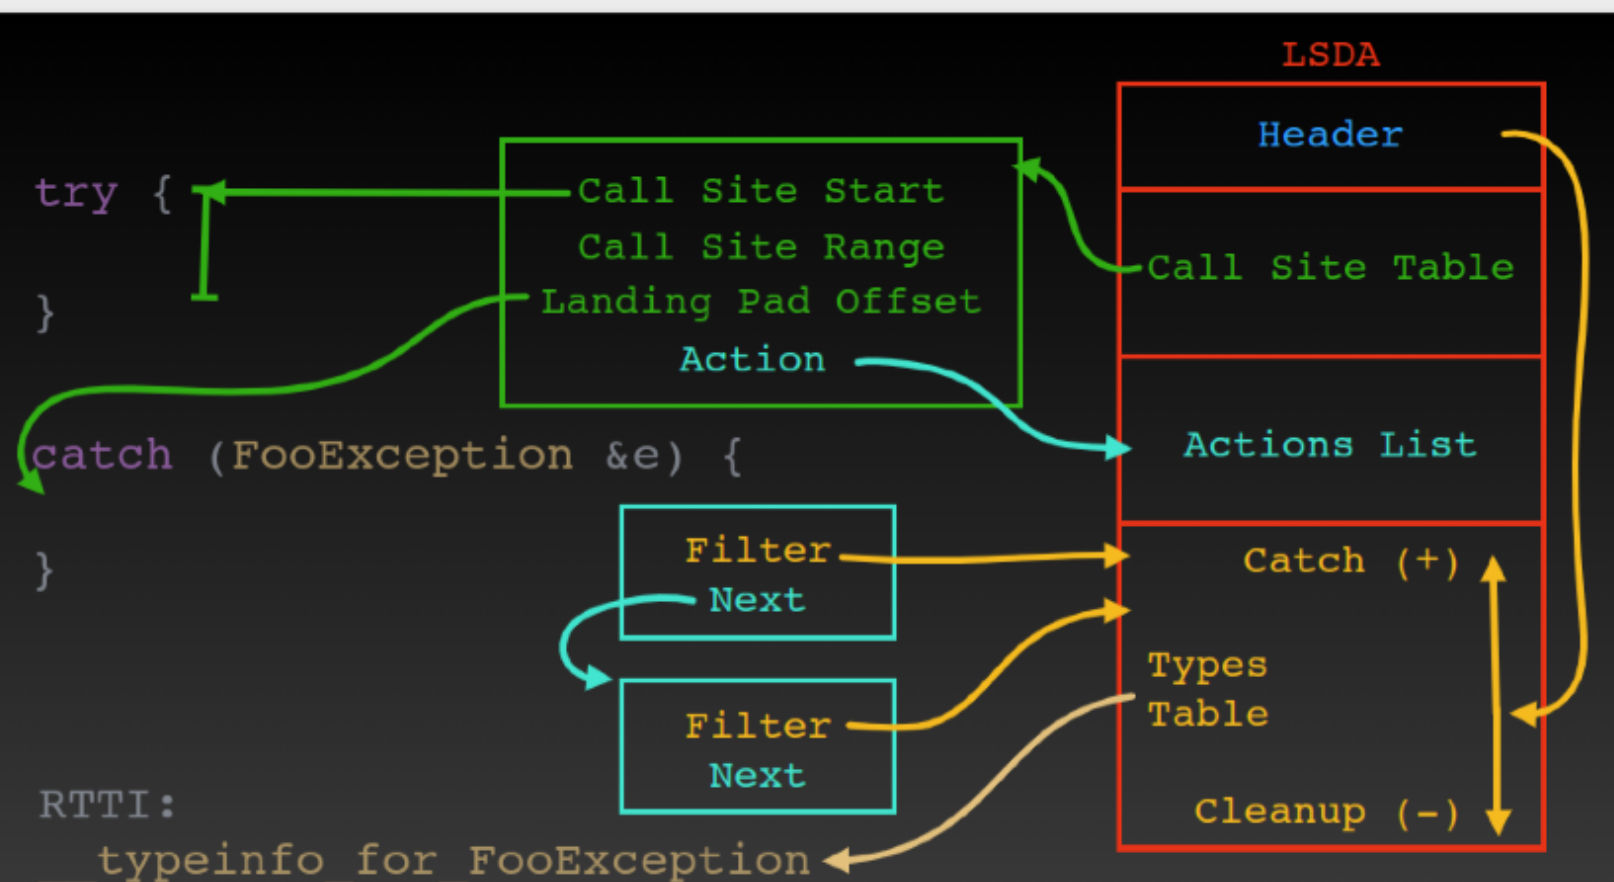 LSDA
Header
try {
Call Site Start
Call Site Range
Landing Pad Offset
Action
Call Site Table
}
Actions List
catch (FooException &e) {
Filter
Next
Catch (+)
}
Types
Table
Filter
Next
Cleanup (-)
RTTI:
typeinfo for FooException